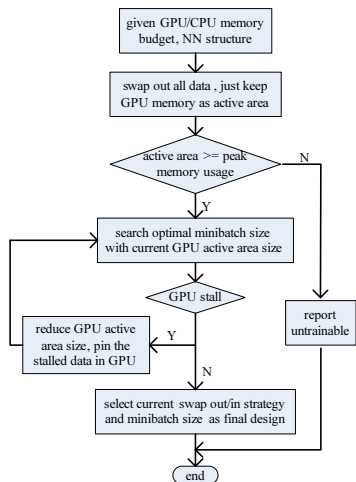 given GPU/CPU memory
budget, NN structure
swap out all data , just keep
GPU memory as active area
active area >= peak
memory usage
N
Y
search optimal minibatch size
with current GPU active area size
GPU stall
reduce GPU active
area size, pin the
stalled data in GPU
Y
report
untrainable
N
select current swap out/in strategy
and minibatch size as final design
end